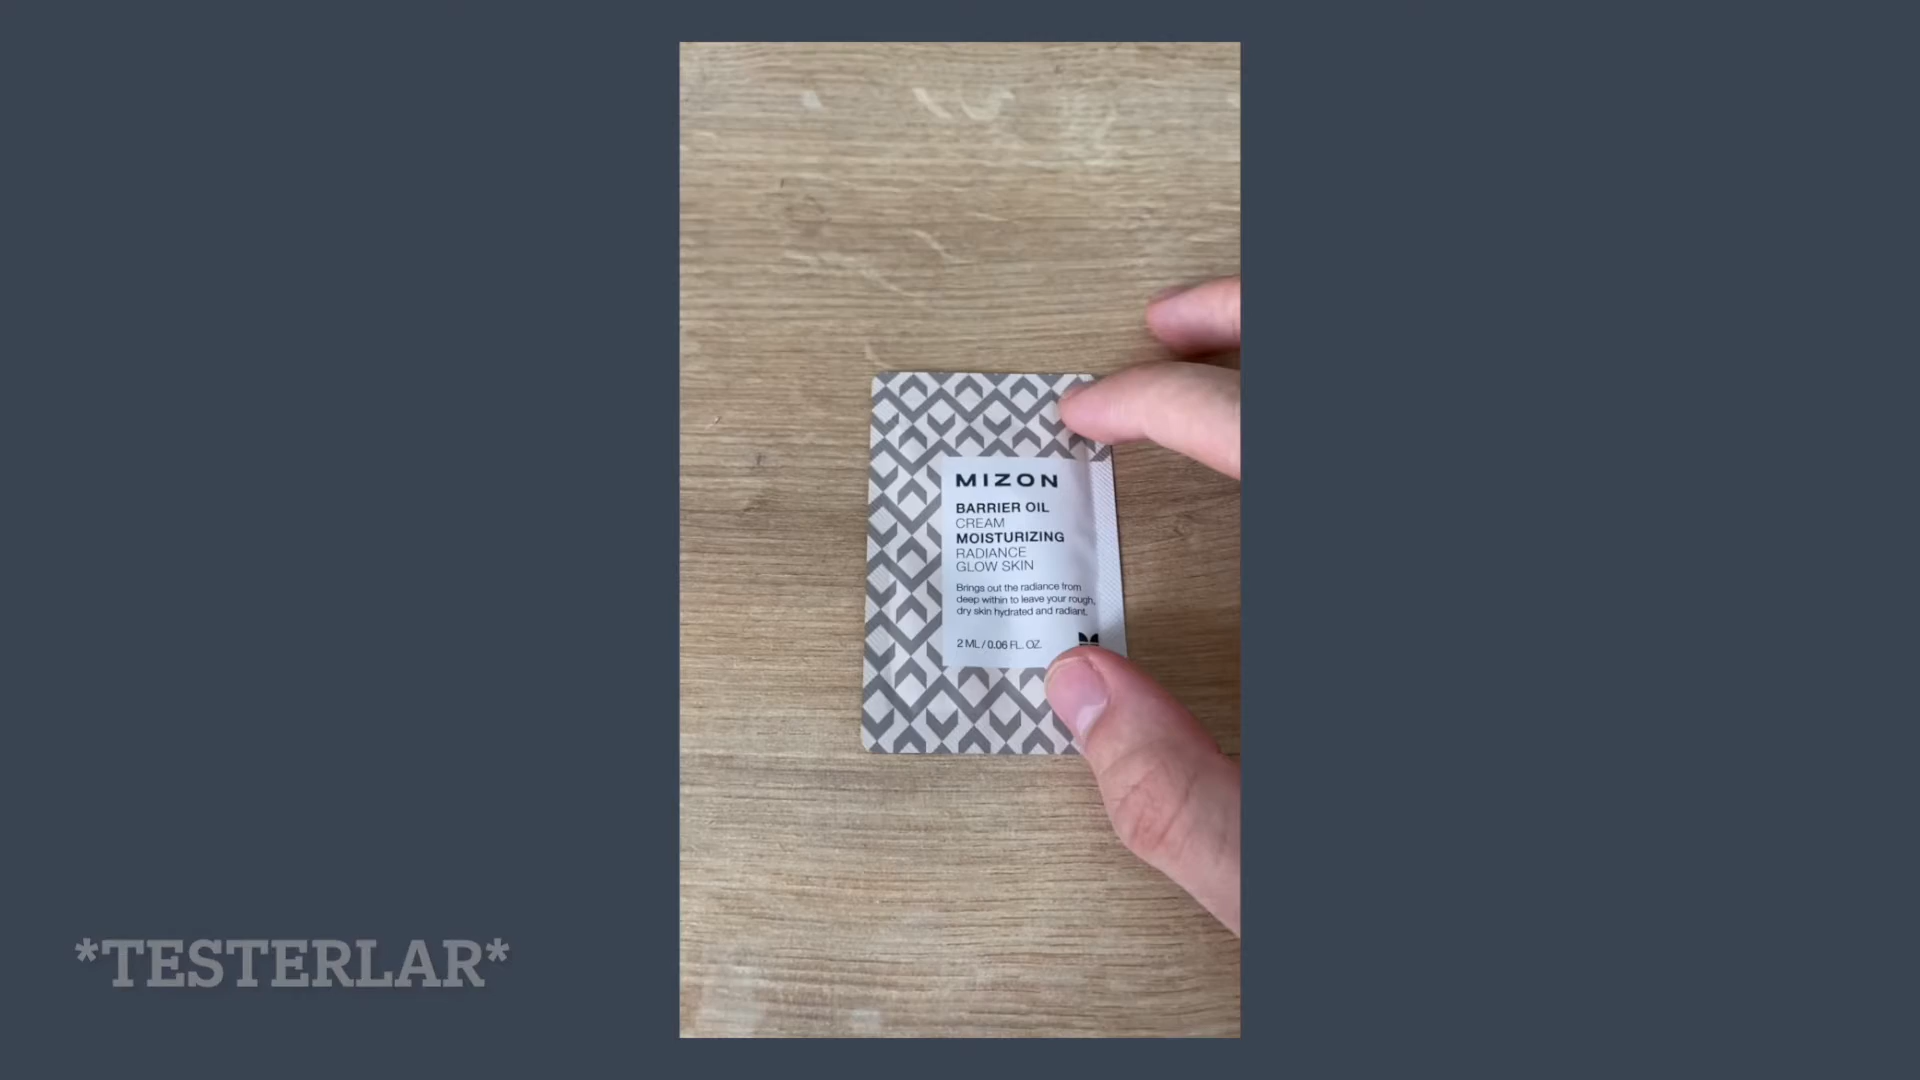 MIZON
BARRIER OIL
CREAM
MOISTURIZING
RADIANCE
GLOW SKIN
Brings out the radiance from
deep within to leave your rough,
dry skin hydrated and radiant.
2 ML / 0.06 FL. OZ.
*TESTERLAR*